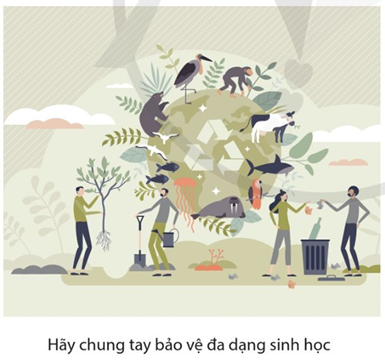 Hãy chung tay bảo vệ đa dạng sinh học